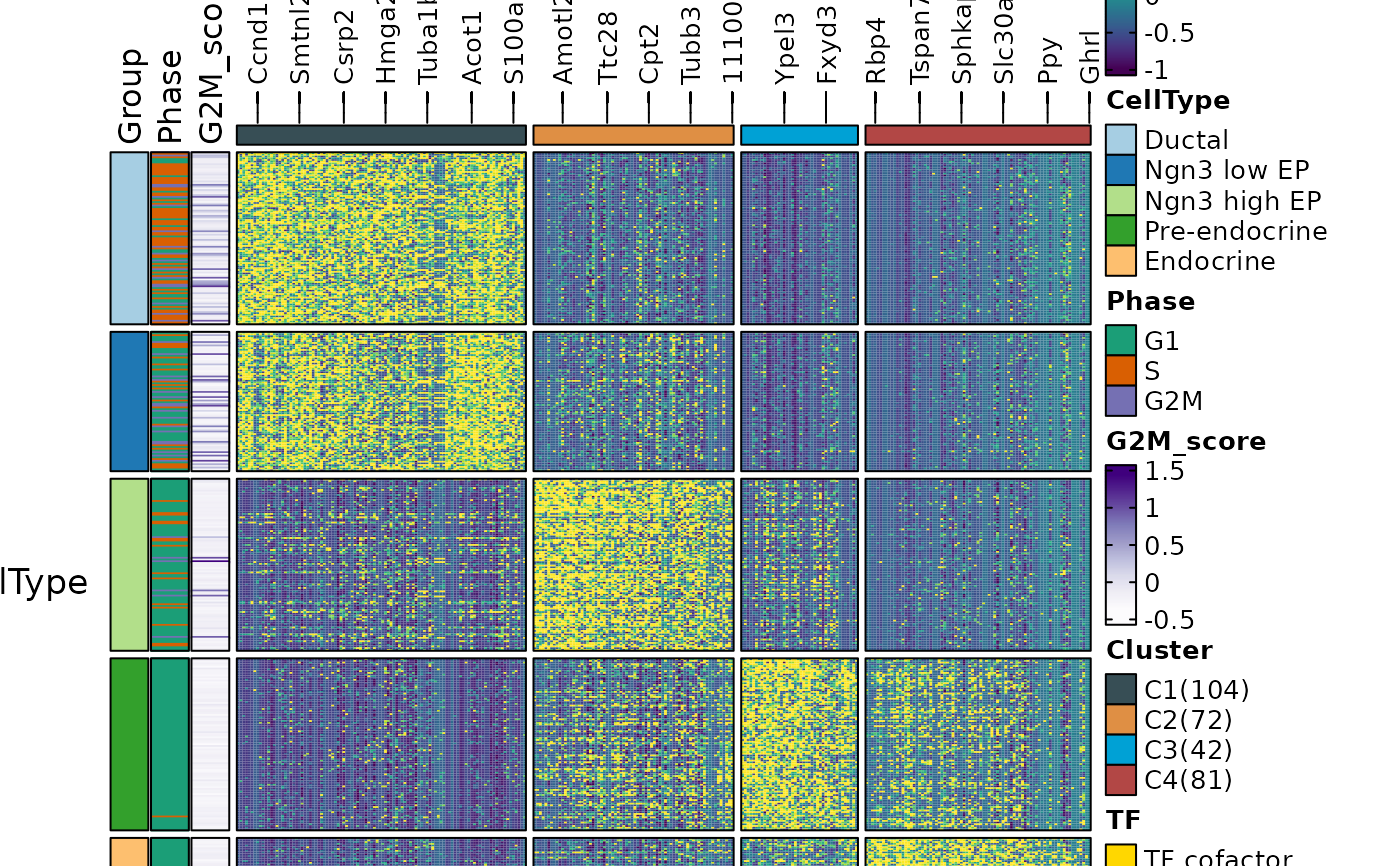 Group
Phase
G2M_sco
Ccnd1
Smtnl2
Csrp2
Hmga2
Tuba1b
Acot1
S100a
Amotl2
Ttc28
Cpt2
Tubb3
11100
Ypel3
Fxyd3
Rbp4
Tspan7
Sphkap
Slc30a
Ppy
Ghrl
lType
-0.5
-1
CellType
Ductal
Ngn3 low EP
Ngn3 high EP
Pre-endocrine
Endocrine
Phase
G1
S
G2M
G2M_score
1.5
1
0.5
0
-0.5
Cluster
C1(104)
C2(72)
C3(42)
C4(81)
TF
TF cofactor